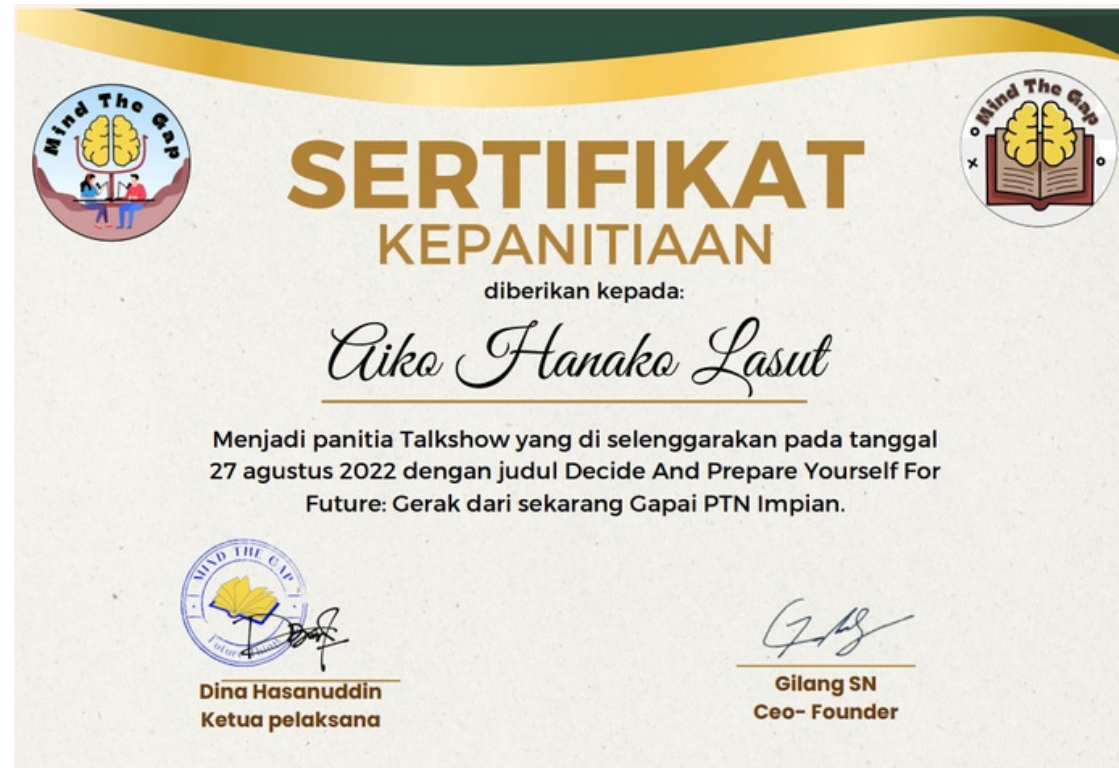 Mind The Gap
Mind The Gap
SERTIFIKAT
KEPANITIAAN
diberikan kepada:
Aiko Hanako Lasut
Menjadi panitia Talkshow yang di selenggarakan pada tanggal
27 agustus 2022 dengan judul Decide And Prepare Yourself For
Future: Gerak dari sekarang Gapai PTN Impian.
MIND THE GAP
Dina Hasanuddin
Ketua pelaksana
Gilang SN
Ceo- Founder